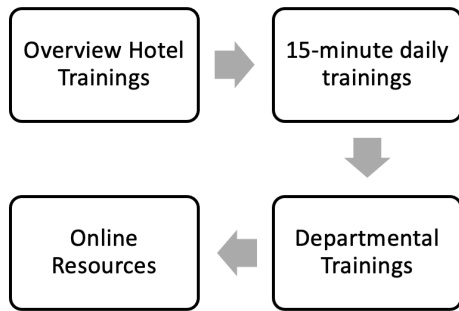 Overview Hotel
Trainings
15-minute daily
trainings
Departmental
Trainings
Online
Resources